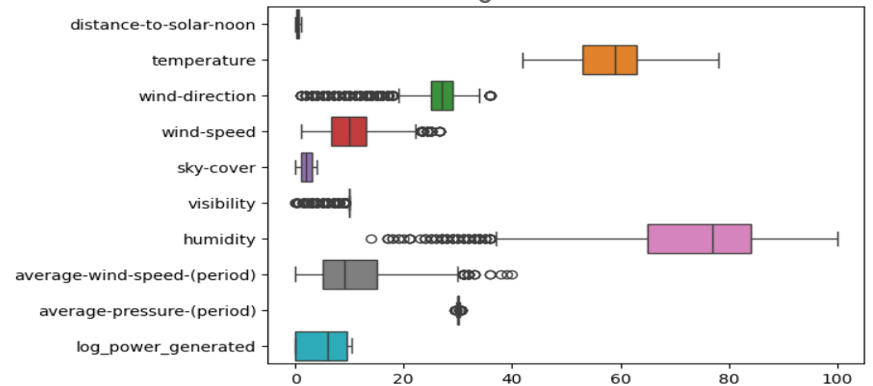 distance-to-solar-noon
temperature
wind-direction
wind-speed
sky-cover
visibility
humidity
average-wind-speed-(period)
average-pressure-(period)
log_power_generated
0 20 40 60 80 100